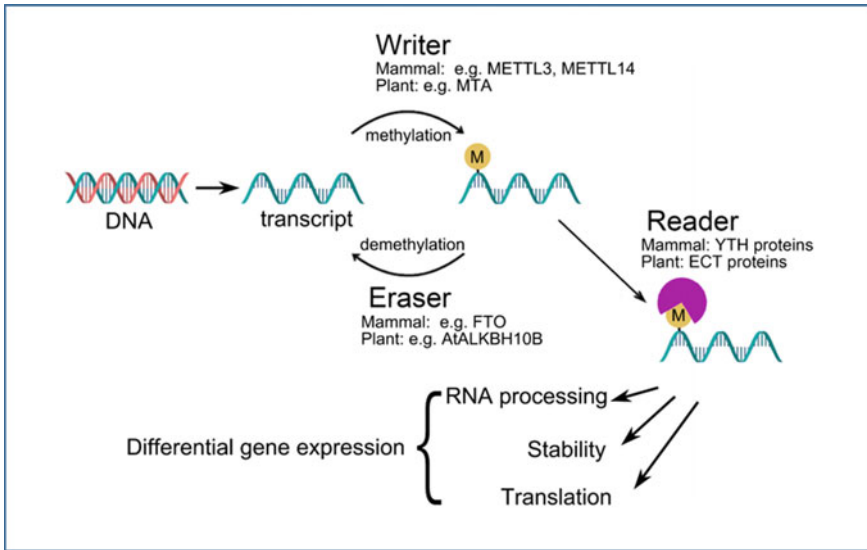 Writer
Mammal: e.g. METTL3, METTL14
Plant: e.g. MTA
methylation
M
DNA
transcript
demethylation
Eraser
Mammal: e.g. FTO
Plant: e.g. AtALKBH10B
Reader
Mammal: YTH proteins
Plant: ECT proteins
M
RNA processing
Differential gene expression
Stability
Translation